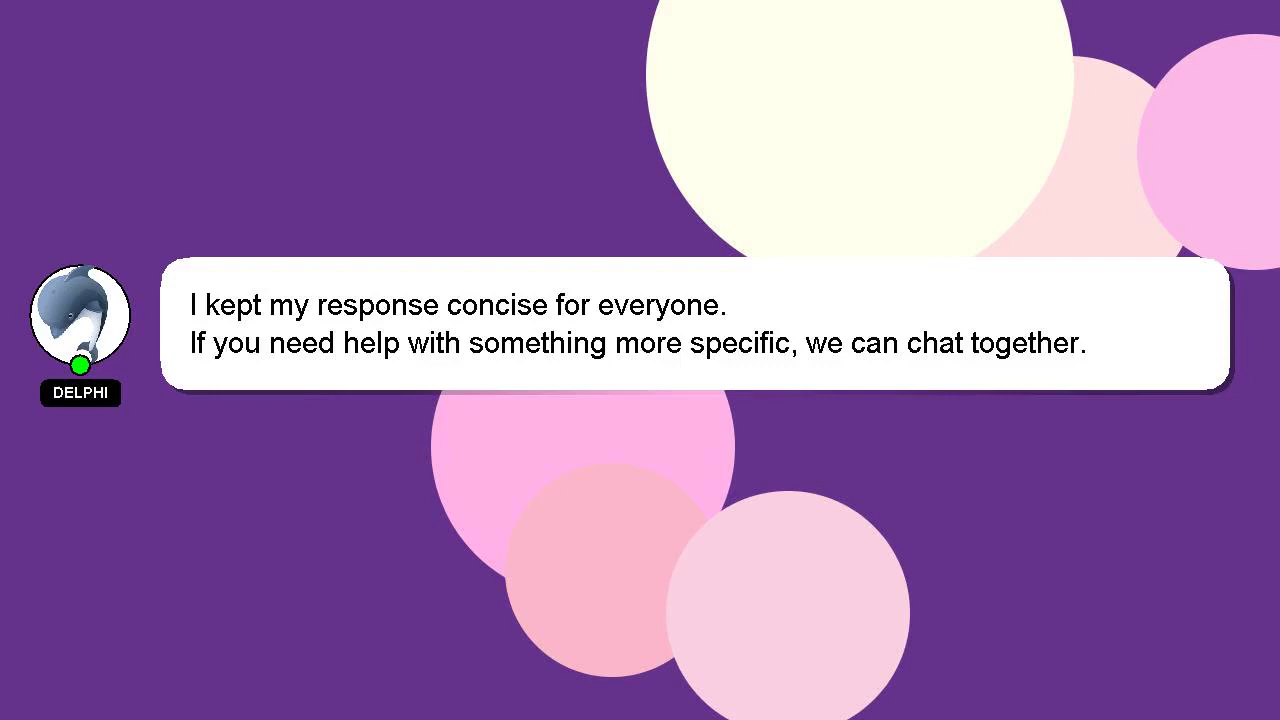 I kept my response concise for everyone.
If you need help with something more specific, we can chat together.
DELPHI